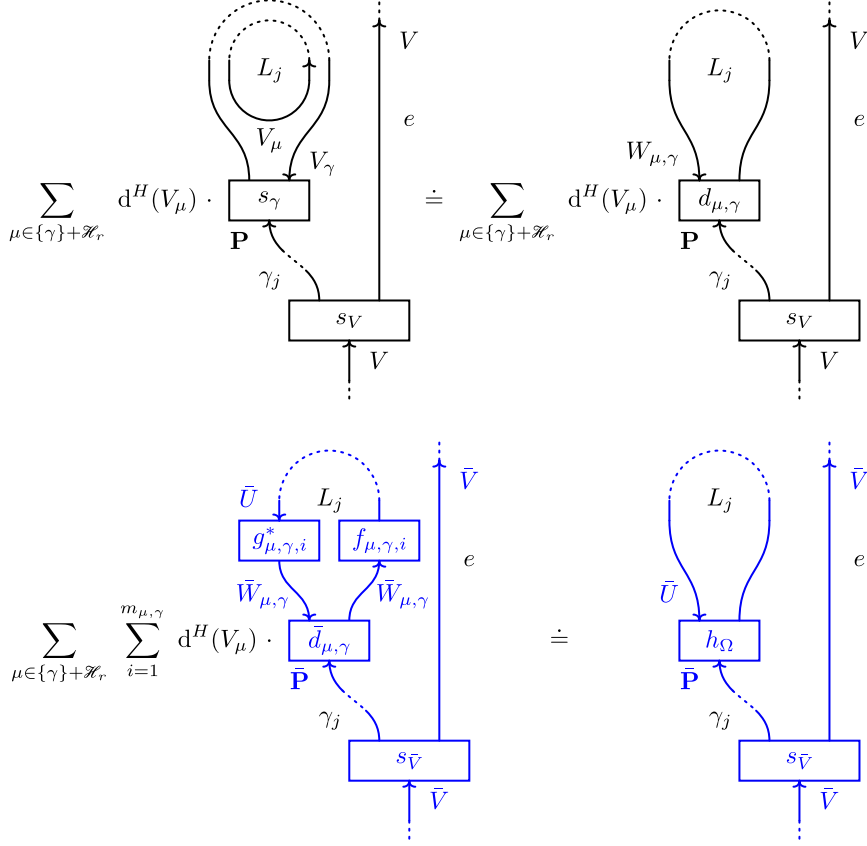 L_j V
e
V_μ
V_γ W_{μ,γ}
∑_{μ∈{γ}+ℋ_r} d^H(V_μ) · s_γ ≐ ∑_{μ∈{γ}+ℋ_r} d^H(V_μ) · d_{μ,γ}
P P
γ_j γ_j
s_V s_V
V V
L_j V
e
Ū L_j V̄ L_j V̄
g^*_{μ,γ,i} f_{μ,γ,i} e e
W̄_{μ,γ} W̄_{μ,γ} Ū
∑_{μ∈{γ}+ℋ_r} ∑_{i=1}^{m_{μ,γ}} d^H(V_μ) · d̄_{μ,γ} ≐ h_Ω
P̄ P̄
γ_j γ_j
s_V̄ s_V̄
V̄ V̄